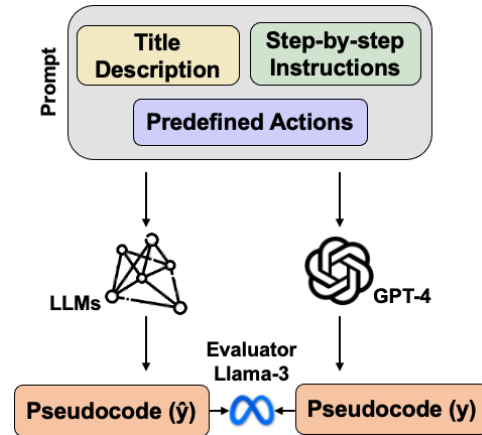 Prompt
Title
Description
Step-by-step
Instructions
Predefined Actions
LLMs
GPT-4
Evaluator
Llama-3
Pseudocode (ŷ)
Pseudocode (y)